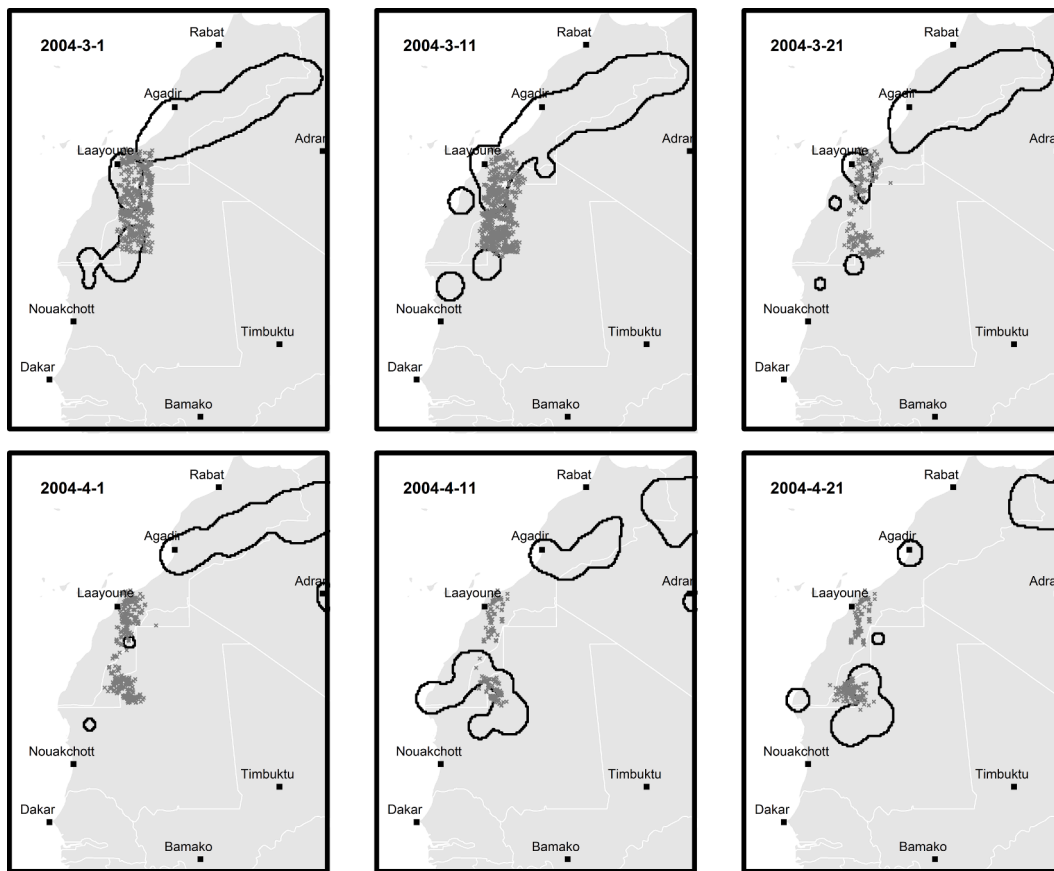 2004-3-1
Rabat
Agadir
Laayoune
Adrar
Nouakchott
Timbuktu
Dakar
Bamako
2004-3-11
Rabat
Agadir
Laayoune
Adrar
Nouakchott
Timbuktu
Dakar
Bamako
2004-3-21
Rabat
Agadir
Laayoune
Adra
Nouakchott
Timbuktu
Dakar
Bamako
2004-4-1
Rabat
Agadir
Laayoune
Adrar
Nouakchott
Timbuktu
Dakar
Bamako
2004-4-11
Rabat
Agadir
Laayoune
Adrar
Nouakchott
Timbuktu
Dakar
Bamako
2004-4-21
Rabat
Agadir
Laayoune
Adra
Nouakchott
Timbuktu
Dakar
Bamako